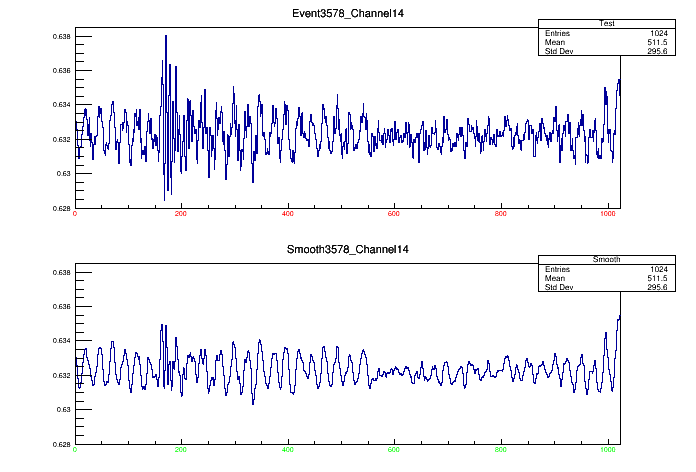 Event3578_Channel14
Test
Entries 1024
Mean 511.5
Std Dev 295.6
0.638
0.636
0.634
0.632
0.63
0.628
0 200 400 600 800 1000
Smooth3578_Channel14
Smooth
Entries 1024
Mean 511.5
Std Dev 295.6
0.638
0.636
0.634
0.632
0.63
0.628
0 200 400 600 800 1000